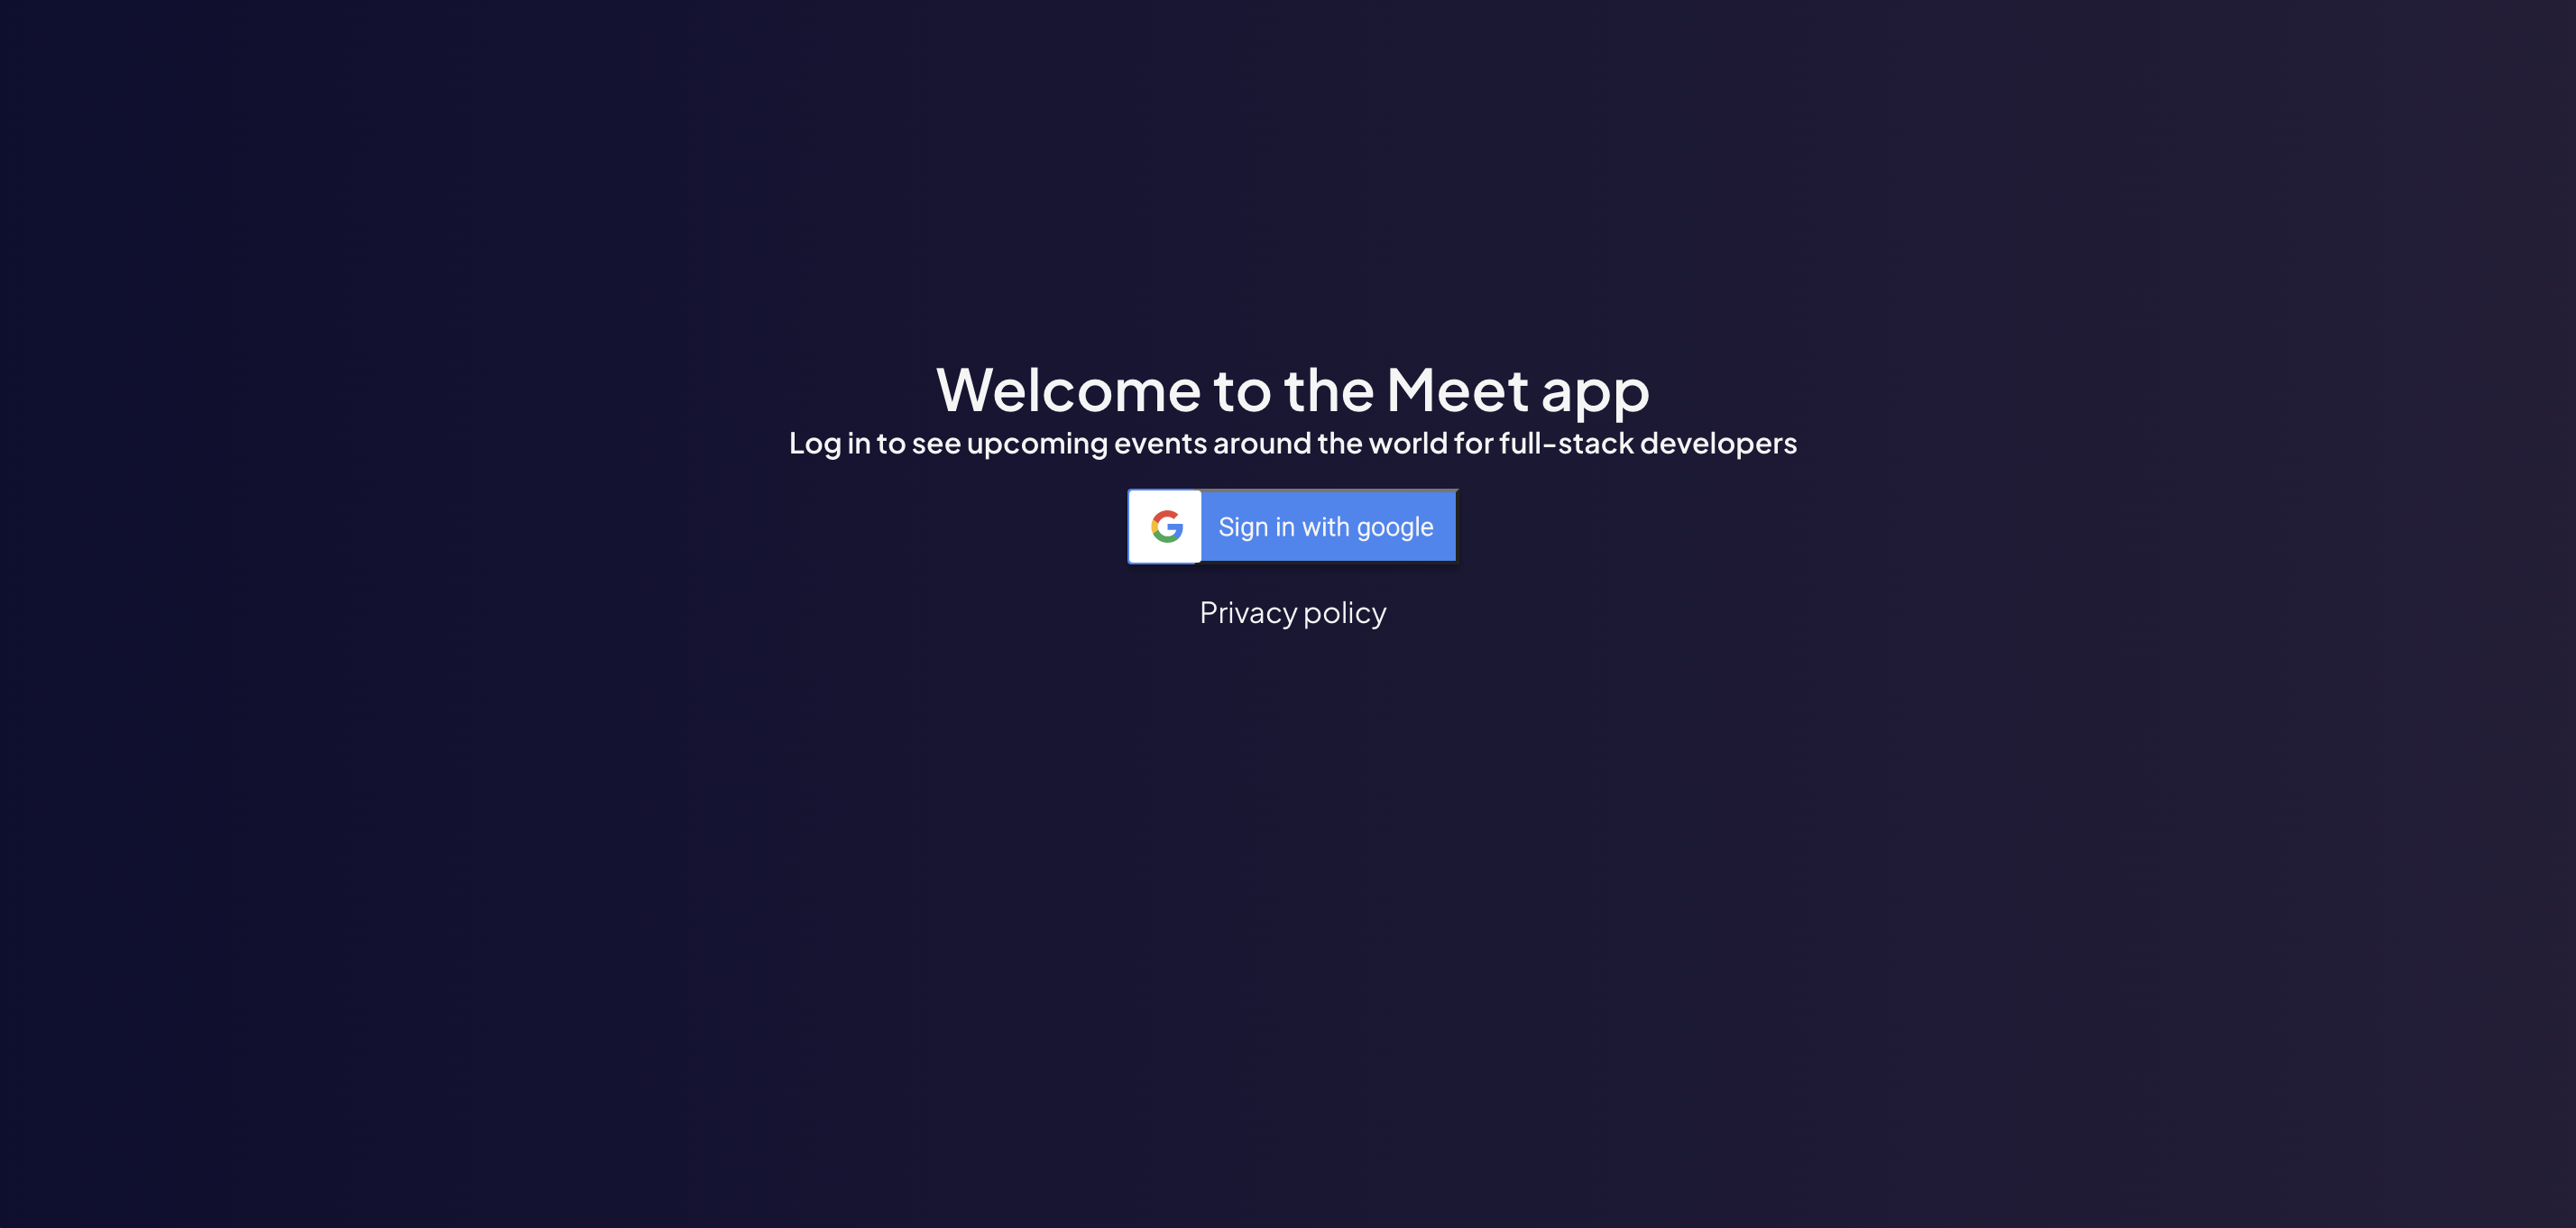 Welcome to the Meet app
Log in to see upcoming events around the world for full-stack developers
Sign in with google
Privacy policy